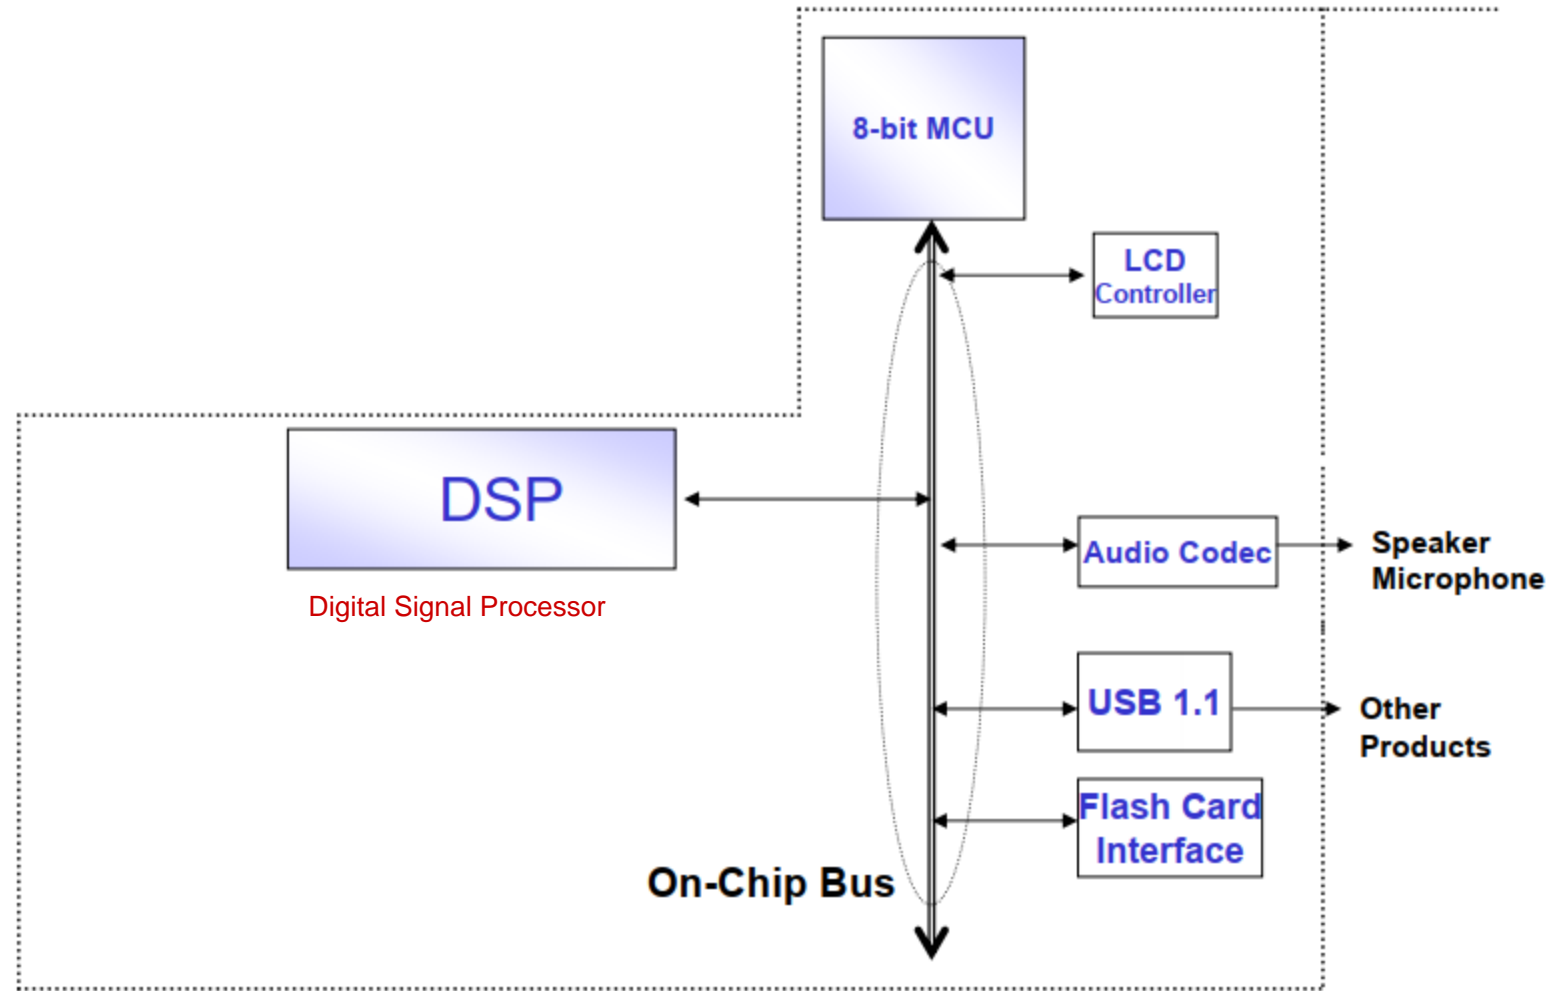 8-bit MCU
LCD
Controller
DSP
Digital Signal Processor
Audio Codec
Speaker
Microphone
USB 1.1
Other
Products
Flash Card
Interface
On-Chip Bus